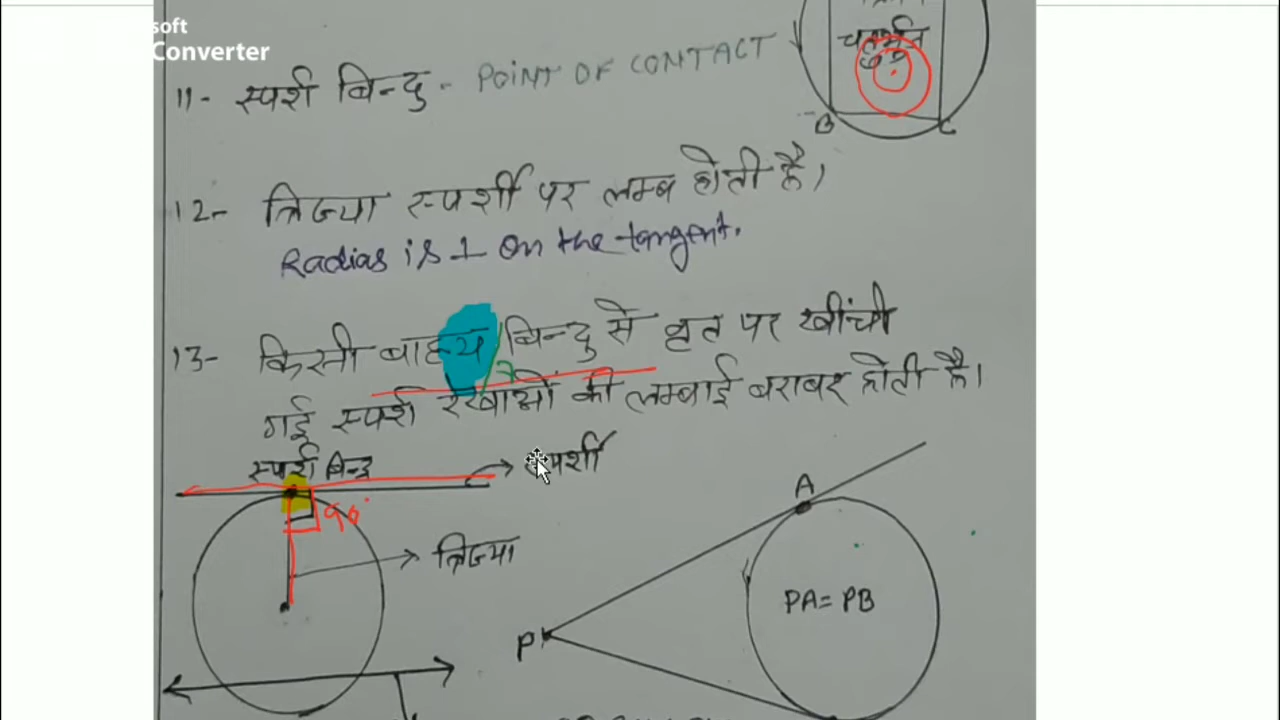 soft
Converter
चतुर्भुज
B C
11- स्पर्श बिन्दु - POINT OF CONTACT
12- त्रिज्या स्पर्शी पर लम्ब होती है।
Radias is ⊥ on the tangent.
13- किसी बाह्य बिन्दु से वृत पर खींची
गई स्पर्श रेखाओं की लम्बाई बराबर होती है।
स्पर्श बिन्दु
स्पर्शी
90°
त्रिज्या
A
PA= PB
P